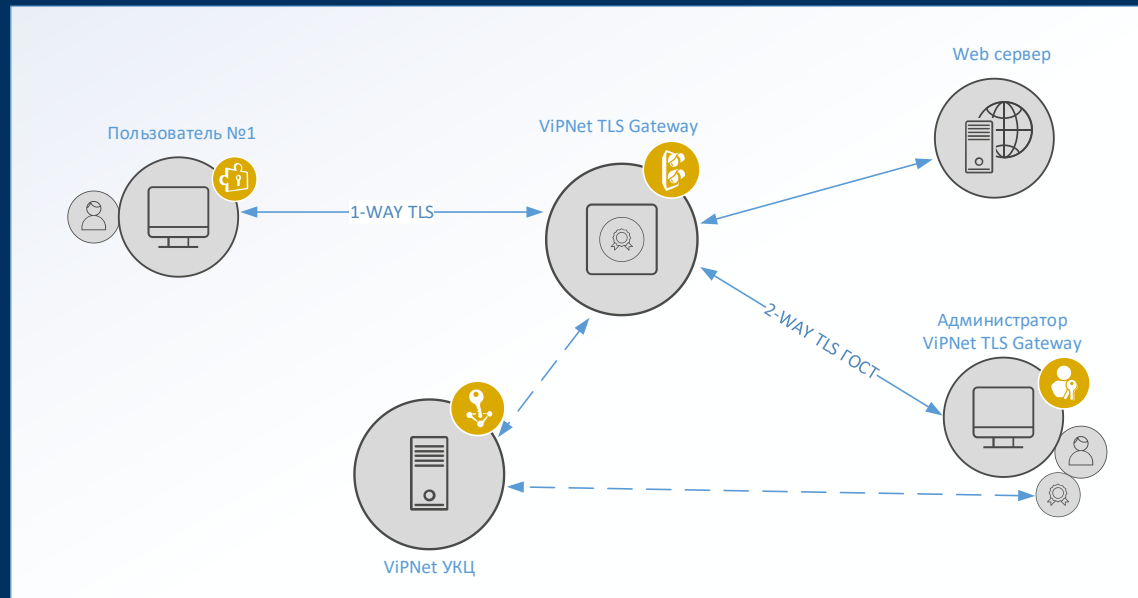 Web сервер
ViPNet TLS Gateway
Пользователь №1
1-WAY TLS
2-WAY TLS ГОСТ
Администратор
ViPNet TLS Gateway
ViPNet УКЦ